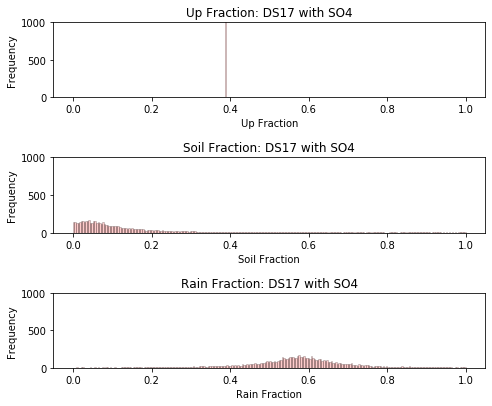 Up Fraction: DS17 with SO4
1000
500
0
Frequency
0.0 0.2 0.4 0.6 0.8 1.0
Up Fraction
Soil Fraction: DS17 with SO4
1000
500
0
Frequency
0.0 0.2 0.4 0.6 0.8 1.0
Soil Fraction
Rain Fraction: DS17 with SO4
1000
500
0
Frequency
0.0 0.2 0.4 0.6 0.8 1.0
Rain Fraction